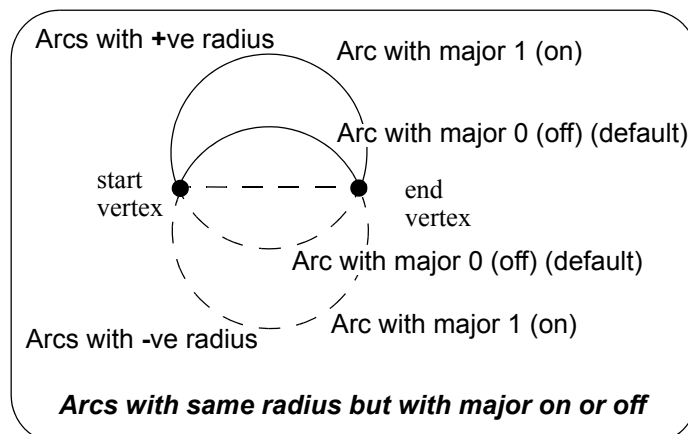 Arcs with +ve radius
Arc with major 1 (on)
Arc with major 0 (off) (default)
start
vertex
end
vertex
Arc with major 0 (off) (default)
Arc with major 1 (on)
Arcs with -ve radius
Arcs with same radius but with major on or off